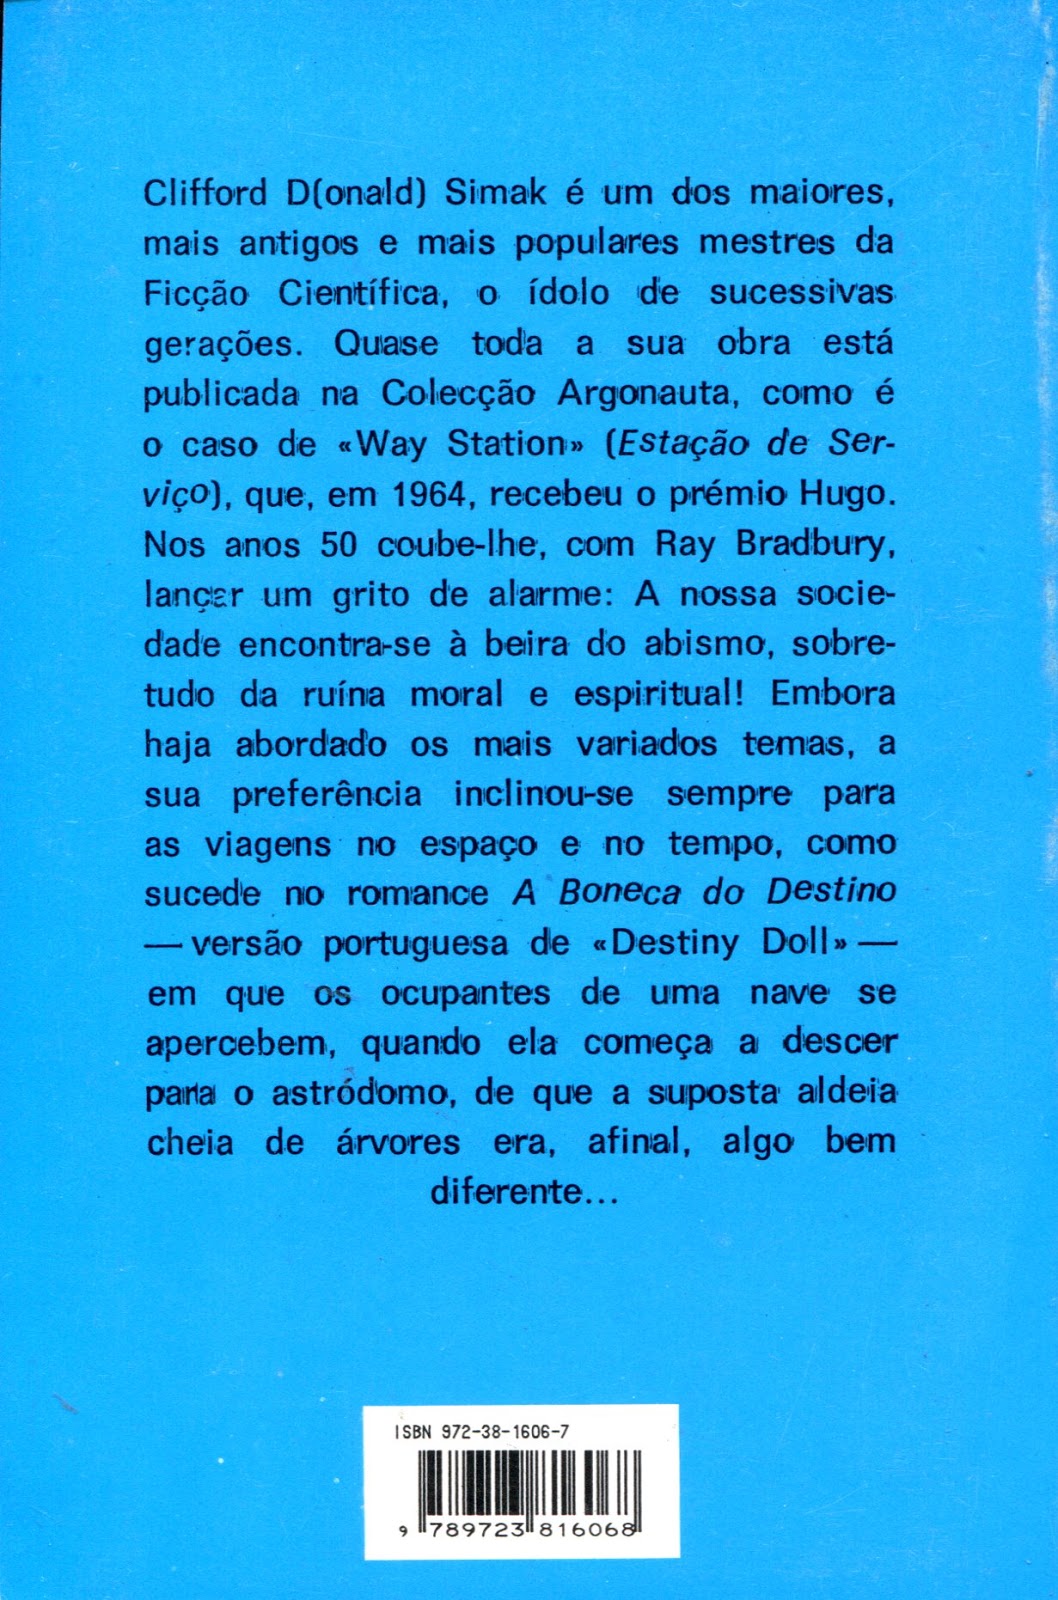 Clifford D(onald) Simak é um dos maiores,
mais antigos e mais populares mestres da
Ficção Científica, o ídolo de sucessivas
gerações. Quase toda a sua obra está
publicada na Colecção Argonauta, como é
o caso de «Way Station» (Estação de Ser-
viço), que, em 1964, recebeu o prémio Hugo.
Nos anos 50 coube-lhe, com Ray Bradbury,
lançar um grito de alarme: A nossa socie-
dade encontra-se à beira do abismo, sobre-
tudo da ruína moral e espiritual! Embora
haja abordado os mais variados temas, a
sua preferência inclinou-se sempre para
as viagens no espaço e no tempo, como
sucede no romance A Boneca do Destino
— versão portuguesa de «Destiny Doll» —
em que os ocupantes de uma nave se
apercebem, quando ela começa a descer
para o astródomo, de que a suposta aldeia
cheia de árvores era, afinal, algo bem
diferente...
ISBN 972-38-1606-7
9 789723 816068